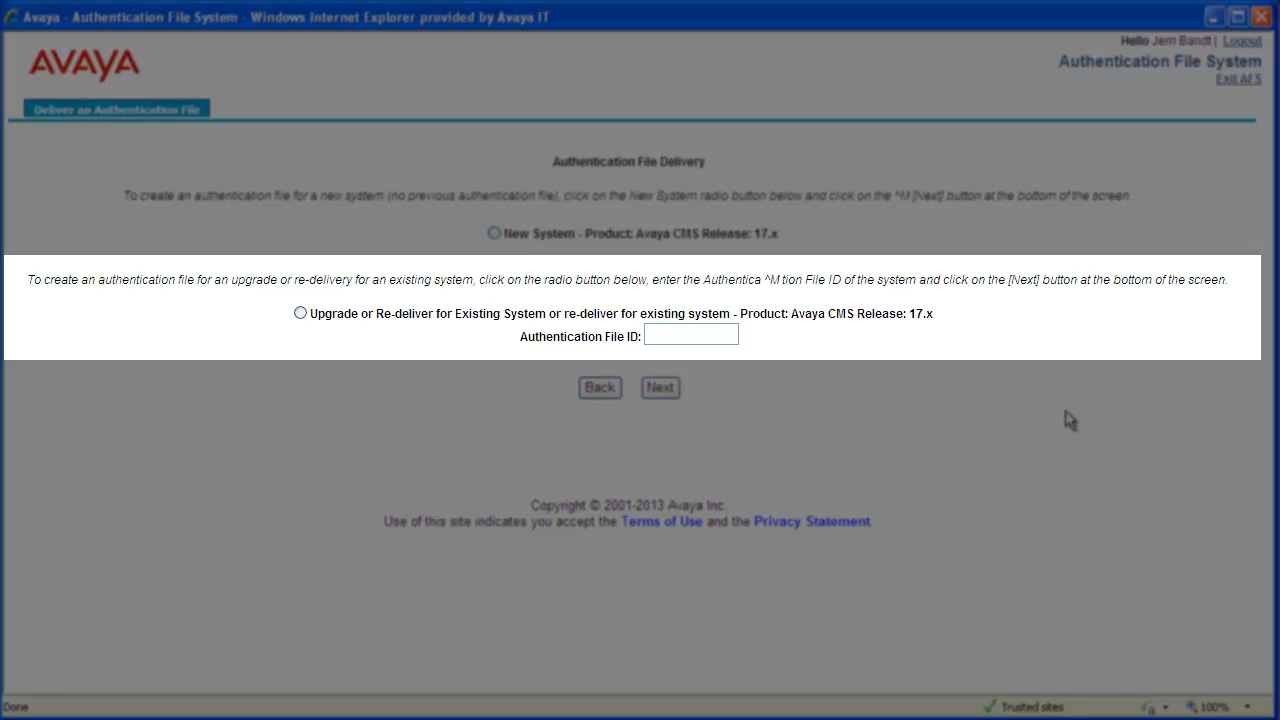 Avaya - Authentication File System - Windows Internet Explorer provided by Avaya IT
AVAYA
Hello Jerri Bandt | Logout
Authentication File System
Exit AFS
Deliver an Authentication File
Authentication File Delivery
To create an authentication file for a new system (no previous authentication file), click on the New System radio button below and click on the ^M [Next] button at the bottom of the screen.
New System - Product: Avaya CMS Release: 17.x
To create an authentication file for an upgrade or re-delivery for an existing system, click on the radio button below, enter the Authentica ^M tion File ID of the system and click on the [Next] button at the bottom of the screen.
Upgrade or Re-deliver for Existing System or re-deliver for existing system - Product: Avaya CMS Release: 17.x
Authentication File ID:
Back Next
Copyright © 2001-2013 Avaya Inc.
Use of this site indicates you accept the Terms of Use and the Privacy Statement
Done
Trusted sites
100%